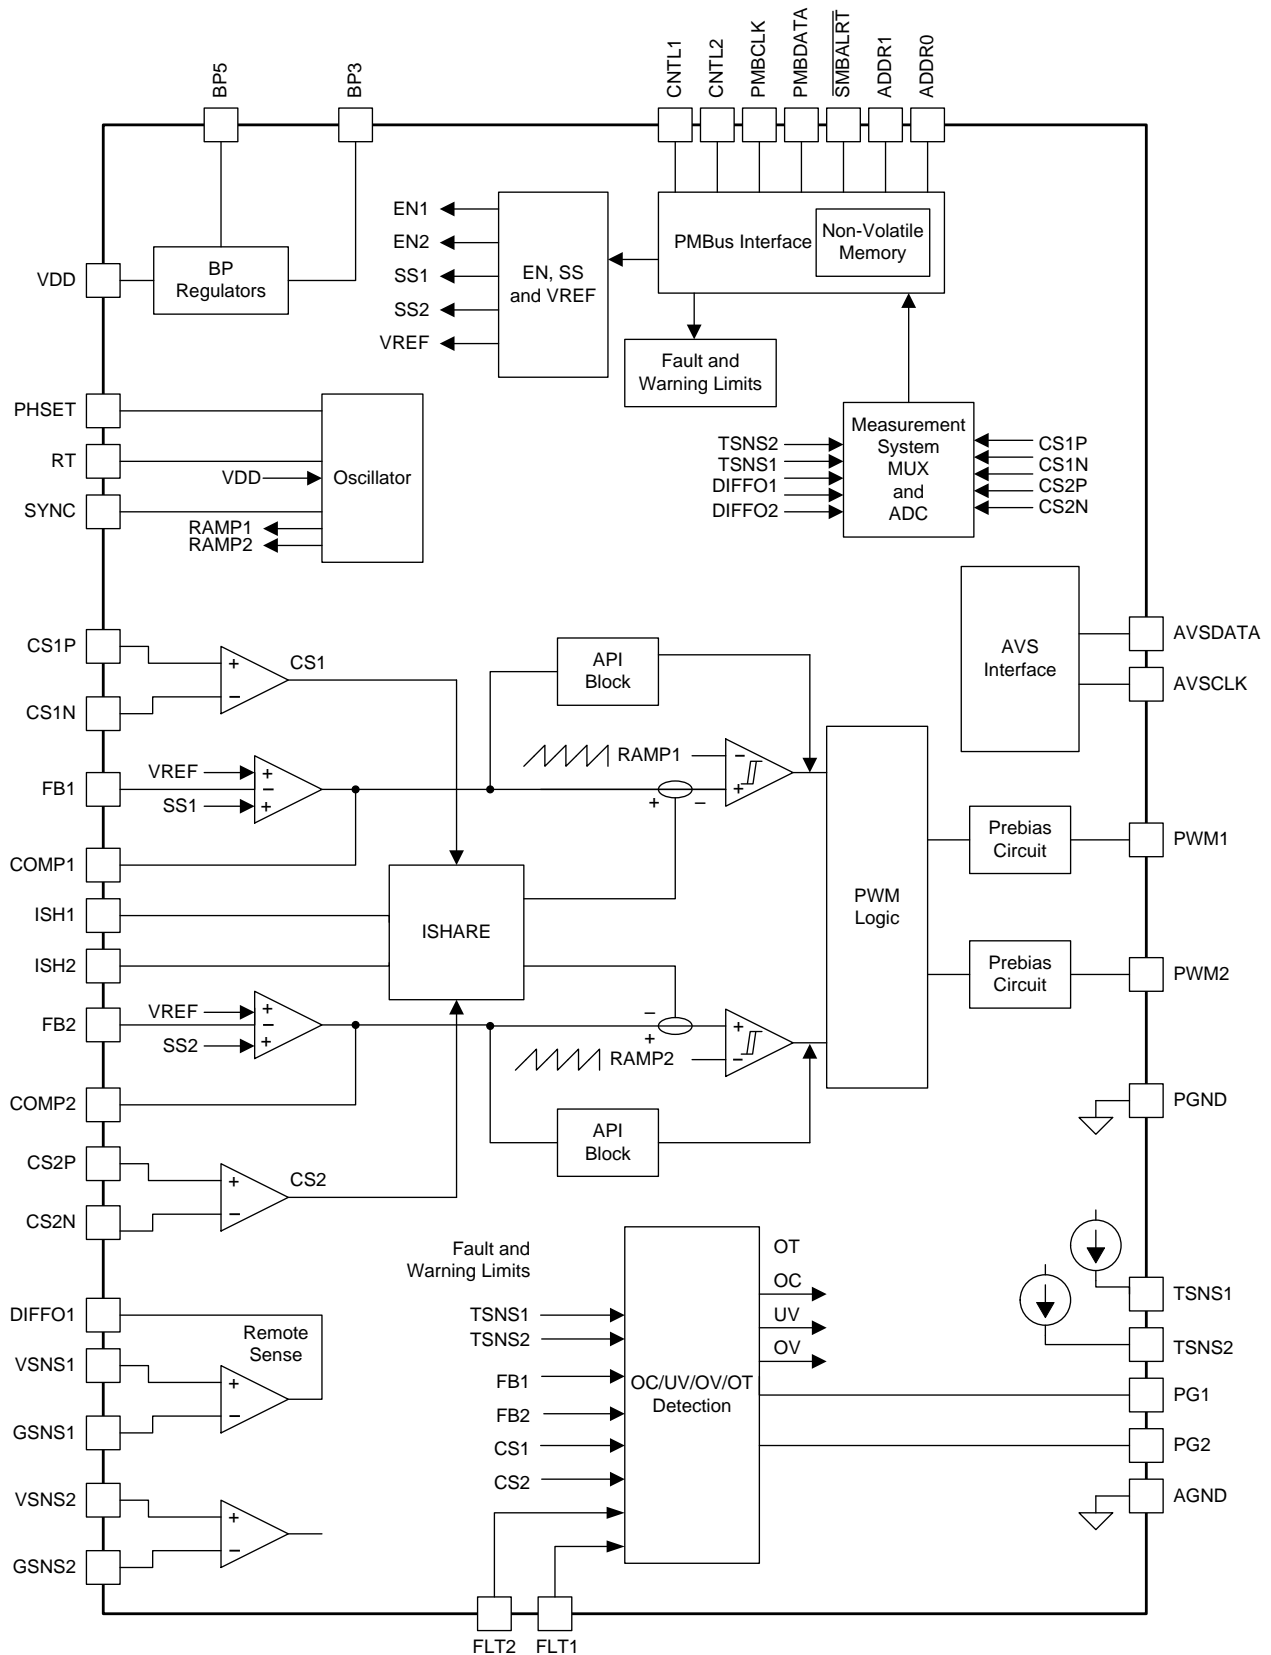 BP5
BP3
CNTL1
CNTL2
PMBCLK
PMBDATA
SMBALRT
ADDR1
ADDR0
VDD
BP
Regulators
EN1
EN2
SS1
SS2
VREF
EN, SS
and VREF
PMBus Interface
Non-Volatile
Memory
Fault and
Warning Limits
PHSET
RT
SYNC
VDD
RAMP1
RAMP2
Oscillator
TSNS2
TSNS1
DIFFO1
DIFFO2
Measurement
System
MUX
and
ADC
CS1P
CS1N
CS2P
CS2N
AVS
Interface
AVSDATA
AVSCLK
CS1P
CS1N
+
−
CS1
API
Block
FB1
VREF
SS1
+
−
+
RAMP1
−
+
+
−
COMP1
ISH1
ISH2
ISHARE
PWM
Logic
Prebias
Circuit
PWM1
Prebias
Circuit
PWM2
FB2
VREF
SS2
+
−
+
−
+
RAMP2
+
−
COMP2
API
Block
PGND
CS2P
CS2N
+
−
CS2
Fault and
Warning Limits
TSNS1
TSNS2
FB1
FB2
CS1
CS2
OC/UV/OV/OT
Detection
OT
OC
UV
OV
TSNS1
TSNS2
PG1
PG2
AGND
DIFFO1
Remote
Sense
VSNS1
GSNS1
+
−
VSNS2
GSNS2
+
−
FLT2
FLT1